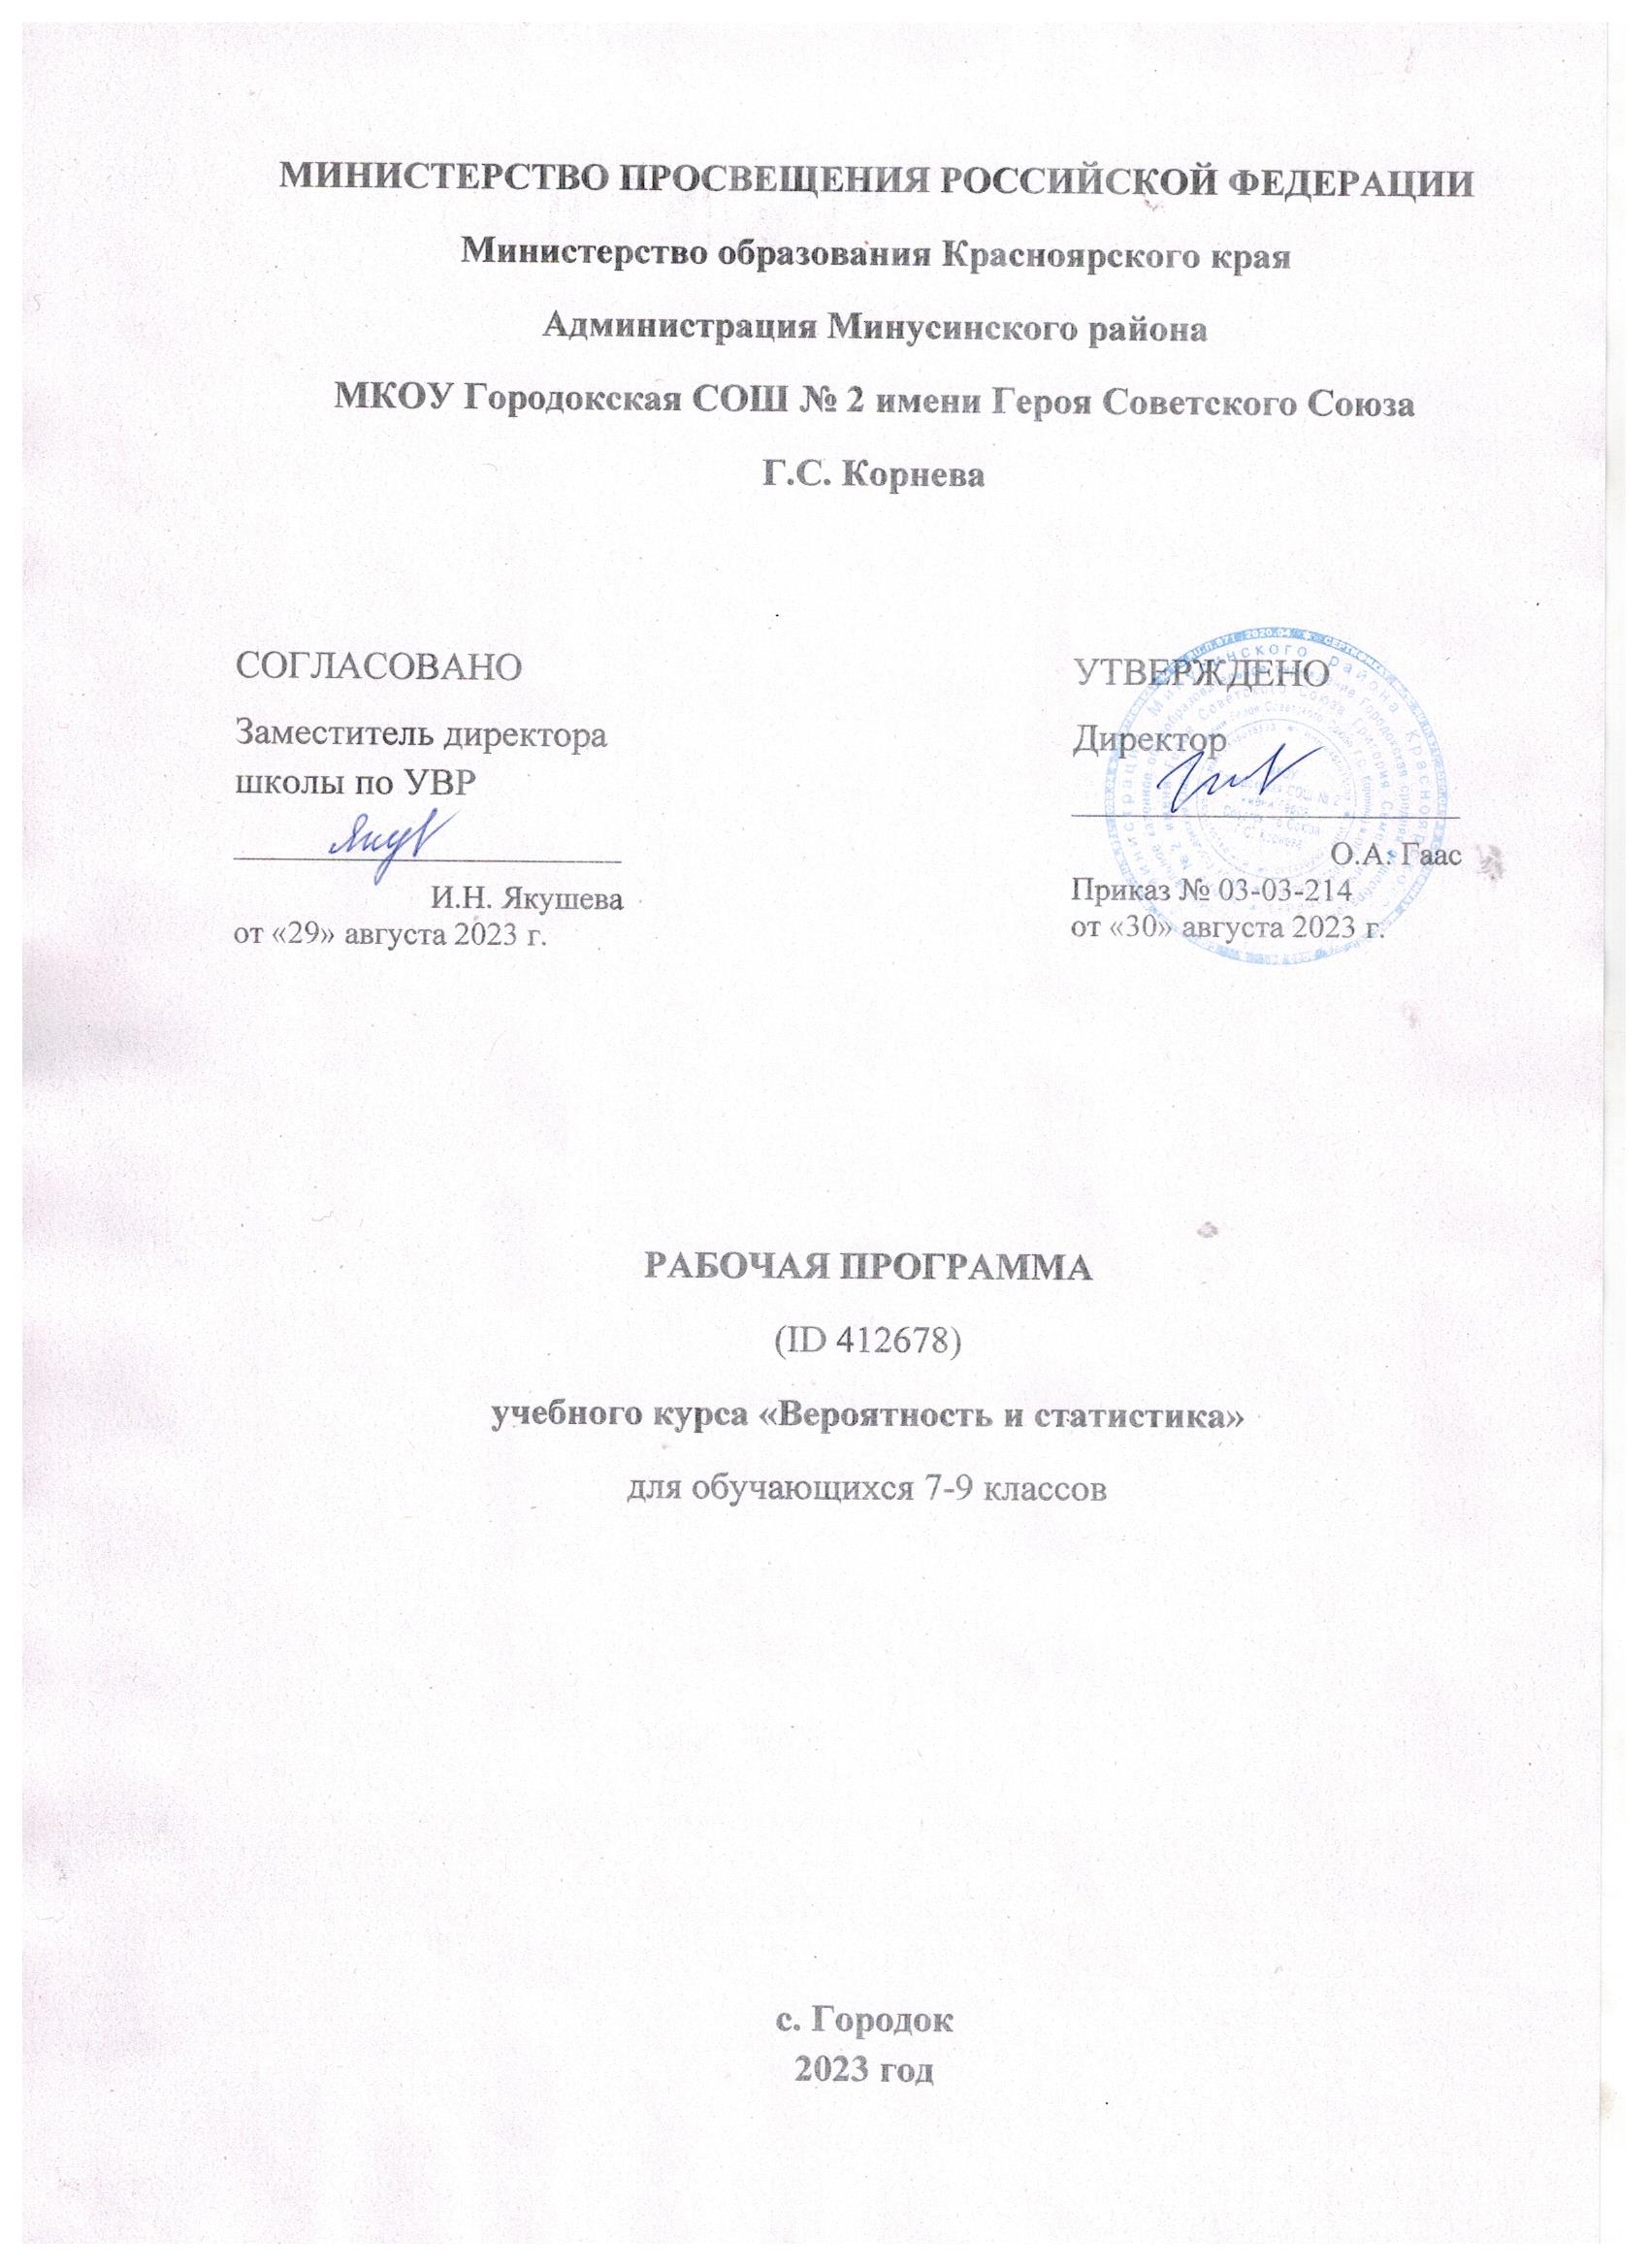 МИНИСТЕРСТВО ПРОСВЕЩЕНИЯ РОССИЙСКОЙ ФЕДЕРАЦИИ
Министерство образования Красноярского края
Администрация Минусинского района
МКОУ Городокская СОШ № 2 имени Героя Советского Союза
Г.С. Корнева
СОГЛАСОВАНО
Заместитель директора
школы по УВР
И.Н. Якушева
от «29» августа 2023 г.
УТВЕРЖДЕНО
Директор
О.А. Гаас
Приказ № 03-03-214
от «30» августа 2023 г.
РАБОЧАЯ ПРОГРАММА
(ID 412678)
учебного курса «Вероятность и статистика»
для обучающихся 7-9 классов
с. Городок
2023 год